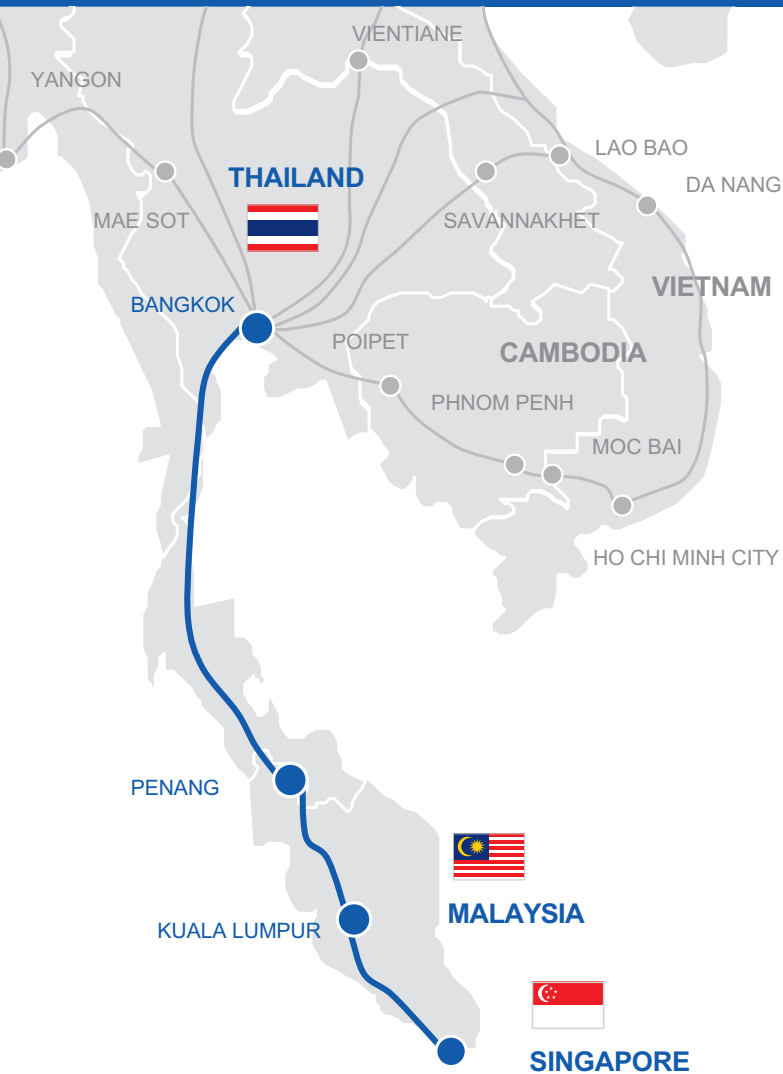 VIENTIANE
YANGON
LAO BAO
THAILAND
DA NANG
MAE SOT
SAVANNAKHET
VIETNAM
BANGKOK
POIPET
CAMBODIA
PHNOM PENH
MOC BAI
HO CHI MINH CITY
PENANG
MALAYSIA
KUALA LUMPUR
SINGAPORE